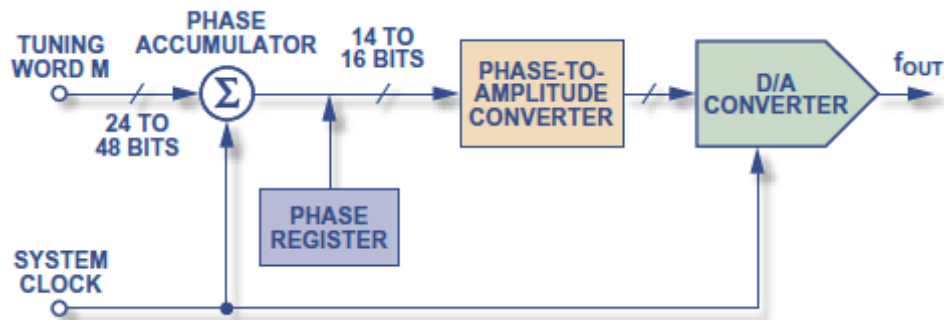 TUNING
WORD M
24 TO
48 BITS
PHASE
ACCUMULATOR
Σ
14 TO
16 BITS
PHASE
REGISTER
PHASE-TO-
AMPLITUDE
CONVERTER
D/A
CONVERTER
fOUT
SYSTEM
CLOCK